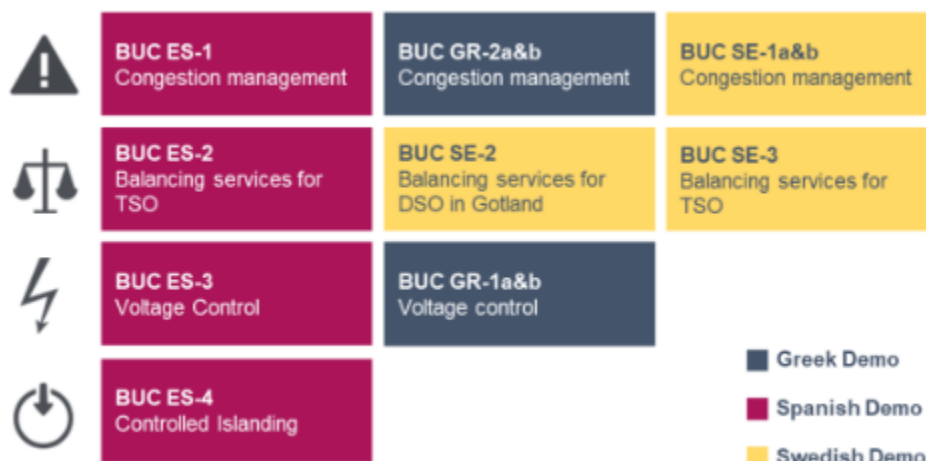 BUC ES-1
Congestion management
BUC GR-2a&b
Congestion management
BUC SE-1a&b
Congestion management
BUC ES-2
Balancing services for
TSO
BUC SE-2
Balancing services for
DSO in Gotland
BUC SE-3
Balancing services for
TSO
BUC ES-3
Voltage Control
BUC GR-1a&b
Voltage control
BUC ES-4
Controlled Islanding
Greek Demo
Spanish Demo
Swedish Demo